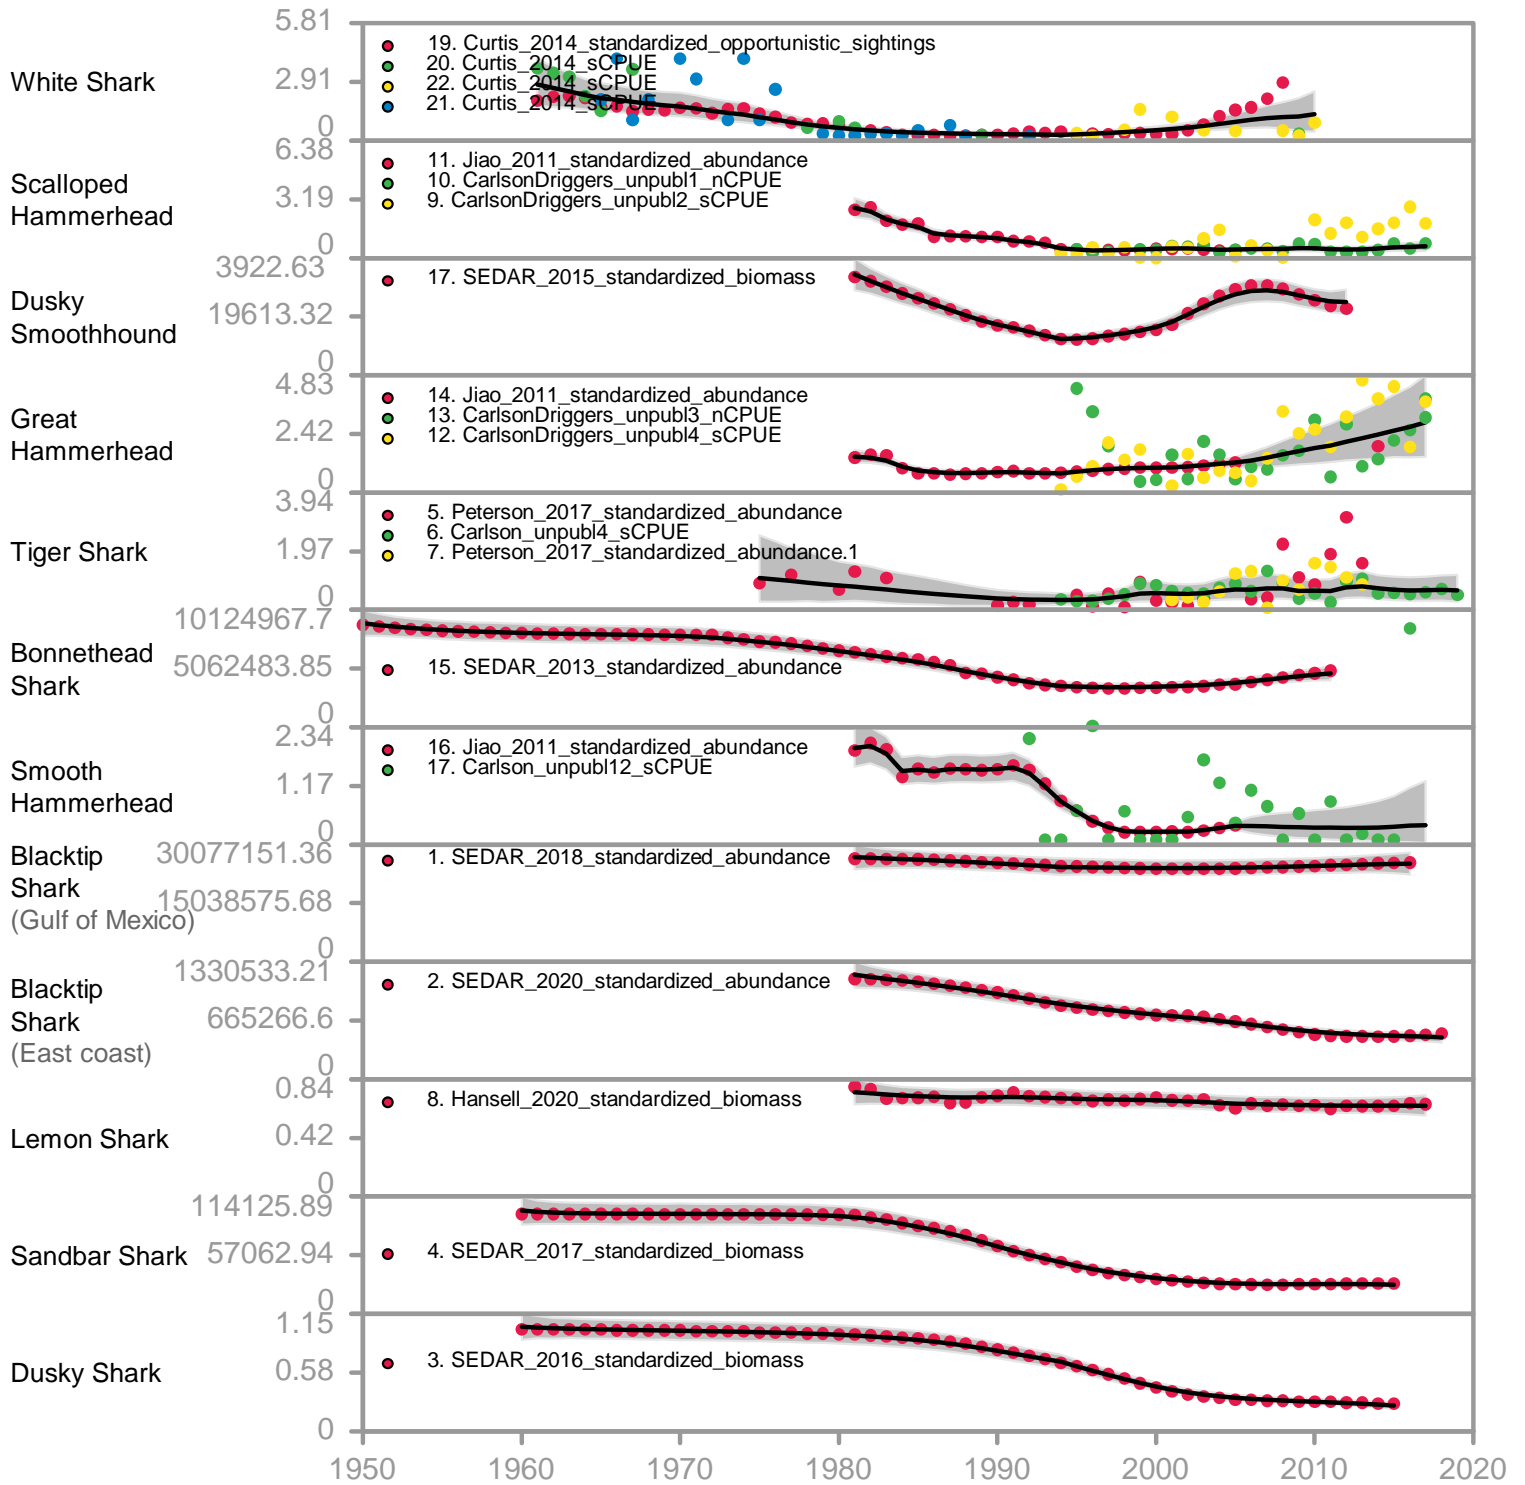 5.81
White Shark
2.91
0
19. Curtis_2014_standardized_opportunistic_sightings
20. Curtis_2014_sCPUE
22. Curtis_2014_sCPUE
21. Curtis_2014_sCPUE
6.38
Scalloped
Hammerhead
3.19
0
11. Jiao_2011_standardized_abundance
10. CarlsonDriggers_unpubl1_nCPUE
9. CarlsonDriggers_unpubl2_sCPUE
3922.63
Dusky
Smoothhound
19613.32
0
17. SEDAR_2015_standardized_biomass
4.83
Great
Hammerhead
2.42
0
14. Jiao_2011_standardized_abundance
13. CarlsonDriggers_unpubl3_nCPUE
12. CarlsonDriggers_unpubl4_sCPUE
3.94
Tiger Shark
1.97
0
5. Peterson_2017_standardized_abundance
6. Carlson_unpubl4_sCPUE
7. Peterson_2017_standardized_abundance.1
10124967.7
Bonnethead
Shark
5062483.85
0
15. SEDAR_2013_standardized_abundance
2.34
Smooth
Hammerhead
1.17
0
16. Jiao_2011_standardized_abundance
17. Carlson_unpubl12_sCPUE
30077151.36
Blacktip
Shark
(Gulf of Mexico)
15038575.68
0
1. SEDAR_2018_standardized_abundance
1330533.21
Blacktip
Shark
(East coast)
665266.6
0
2. SEDAR_2020_standardized_abundance
0.84
Lemon Shark
0.42
0
8. Hansell_2020_standardized_biomass
114125.89
Sandbar Shark
57062.94
0
4. SEDAR_2017_standardized_biomass
1.15
Dusky Shark
0.58
0
3. SEDAR_2016_standardized_biomass
1950 1960 1970 1980 1990 2000 2010 2020